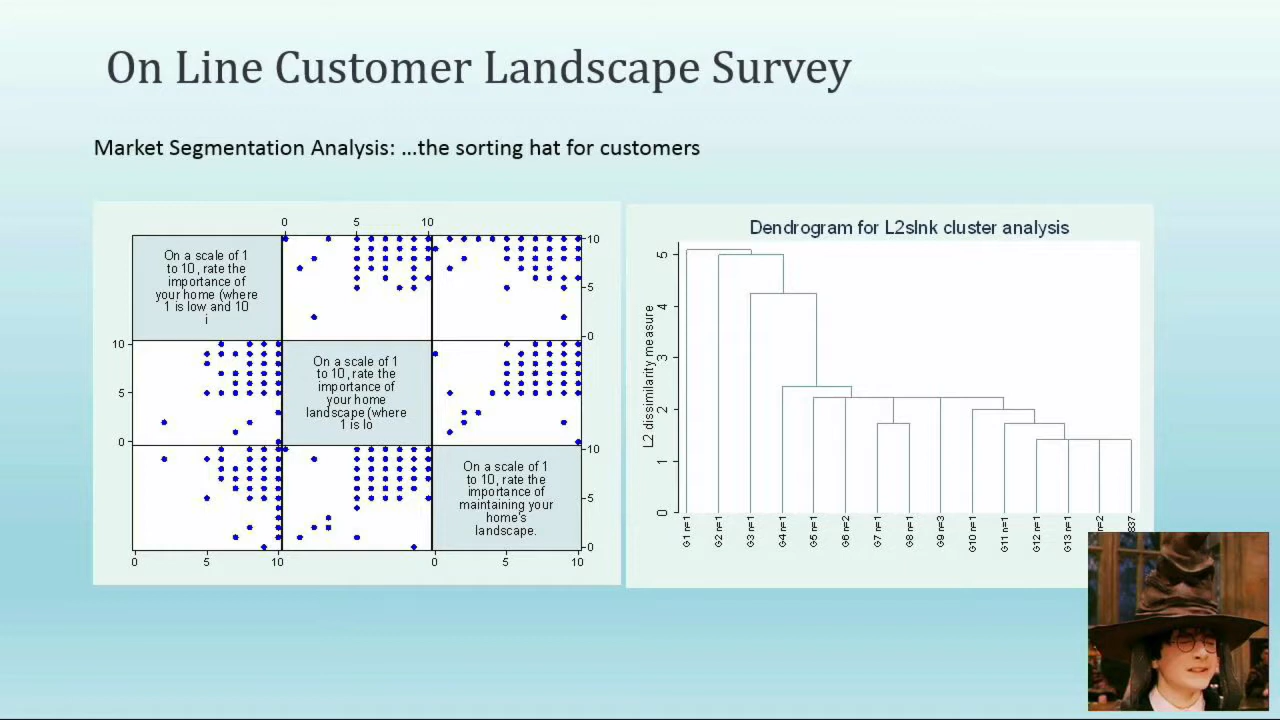 On Line Customer Landscape Survey
Market Segmentation Analysis: ...the sorting hat for customers
0 5 10
On a scale of 1
to 10, rate the
importance of
your home (where
1 is low and 10
i
10
5
0
10
5
0
On a scale of 1
to 10, rate the
importance of
your home
landscape (where
1 is lo
On a scale of 1
to 10, rate the
importance of
maintaining your
home's
landscape.
10
5
0
0 5 10
0 5 10
Dendrogram for L2slnk cluster analysis
L2 dissimilarity measure
5
4
3
2
1
0
G1 n=1
G2 n=1
G3 n=1
G4 n=1
G5 n=1
G6 n=2
G7 n=1
G8 n=1
G9 n=3
G10 n=1
G11 n=1
G12 n=1
G13 n=1
n=2
837